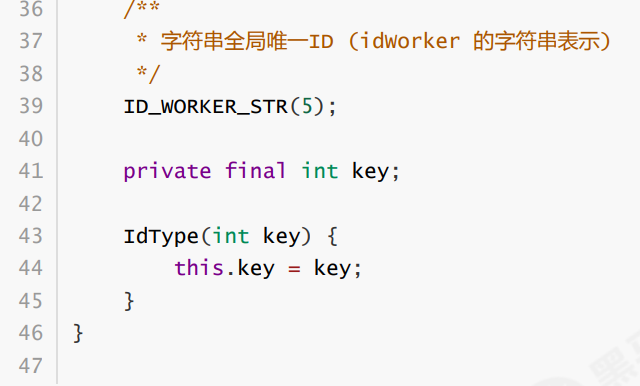 36 /**
37 * 字符串全局唯一ID (idWorker 的字符串表示)
38 */
39 ID_WORKER_STR(5);
40
41 private final int key;
42
43 IdType(int key) {
44 this.key = key;
45 }
46 }
47